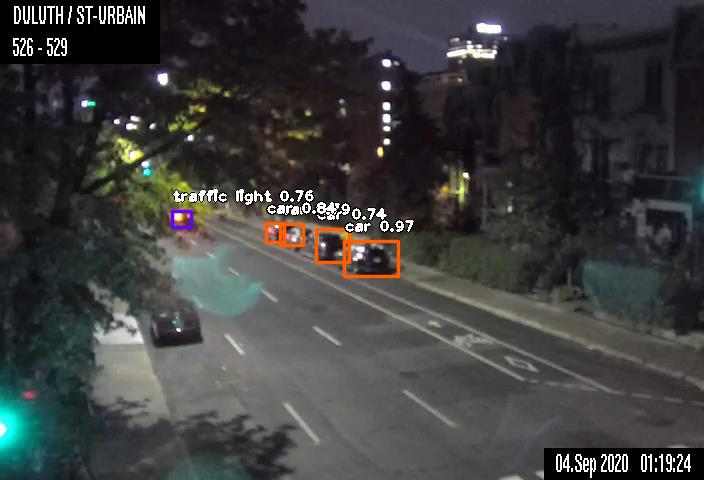 DULUTH / ST-URBAIN
526 - 529
traffic light 0.76
car 0.74
car 0.97
04.Sep 2020 01:19:24